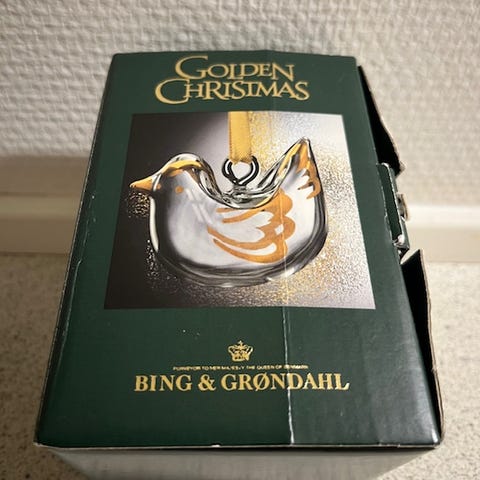 GOLDEN
CHRISTMAS
PURVEYOR TO HER MAJESTY THE QUEEN OF DENMARK
BING & GRØNDAHL